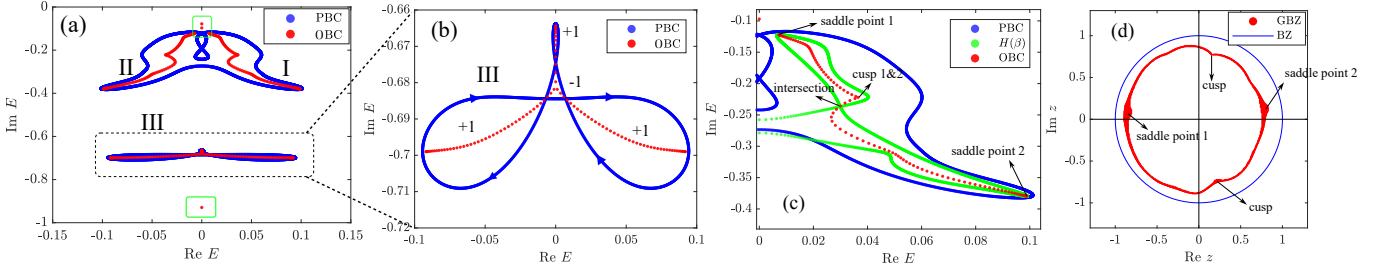 (a)
PBC
OBC
II
I
III
Im E
0
-0.2
-0.4
-0.6
-0.8
-1
-0.15
-0.1
-0.05
0
0.05
0.1
0.15
Re E
(b)
PBC
OBC
+1
III
-1
+1
+1
Im E
-0.66
-0.67
-0.68
-0.69
-0.7
-0.71
-0.72
-0.1
-0.05
0
0.05
0.1
Re E
saddle point 1
PBC
H(β)
OBC
cusp 1&2
intersection
saddle point 2
(c)
Im E
-0.1
-0.15
-0.2
-0.25
-0.3
-0.35
-0.4
0
0.02
0.04
0.06
0.08
0.1
Re E
(d)
GBZ
BZ
cusp
saddle point 2
saddle point 1
cusp
Im z
1
0.5
0
-0.5
-1
-1
-0.5
0
0.5
1
Re z